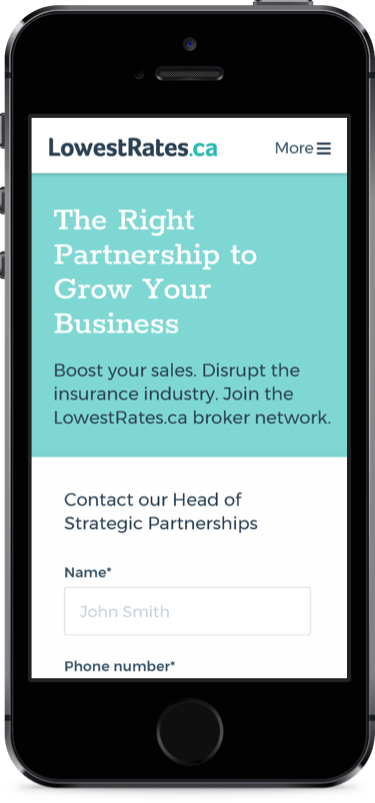 LowestRates.ca
More
The Right
Partnership to
Grow Your
Business
Boost your sales. Disrupt the
insurance industry. Join the
LowestRates.ca broker network.
Contact our Head of
Strategic Partnerships
Name*
John Smith
Phone number*